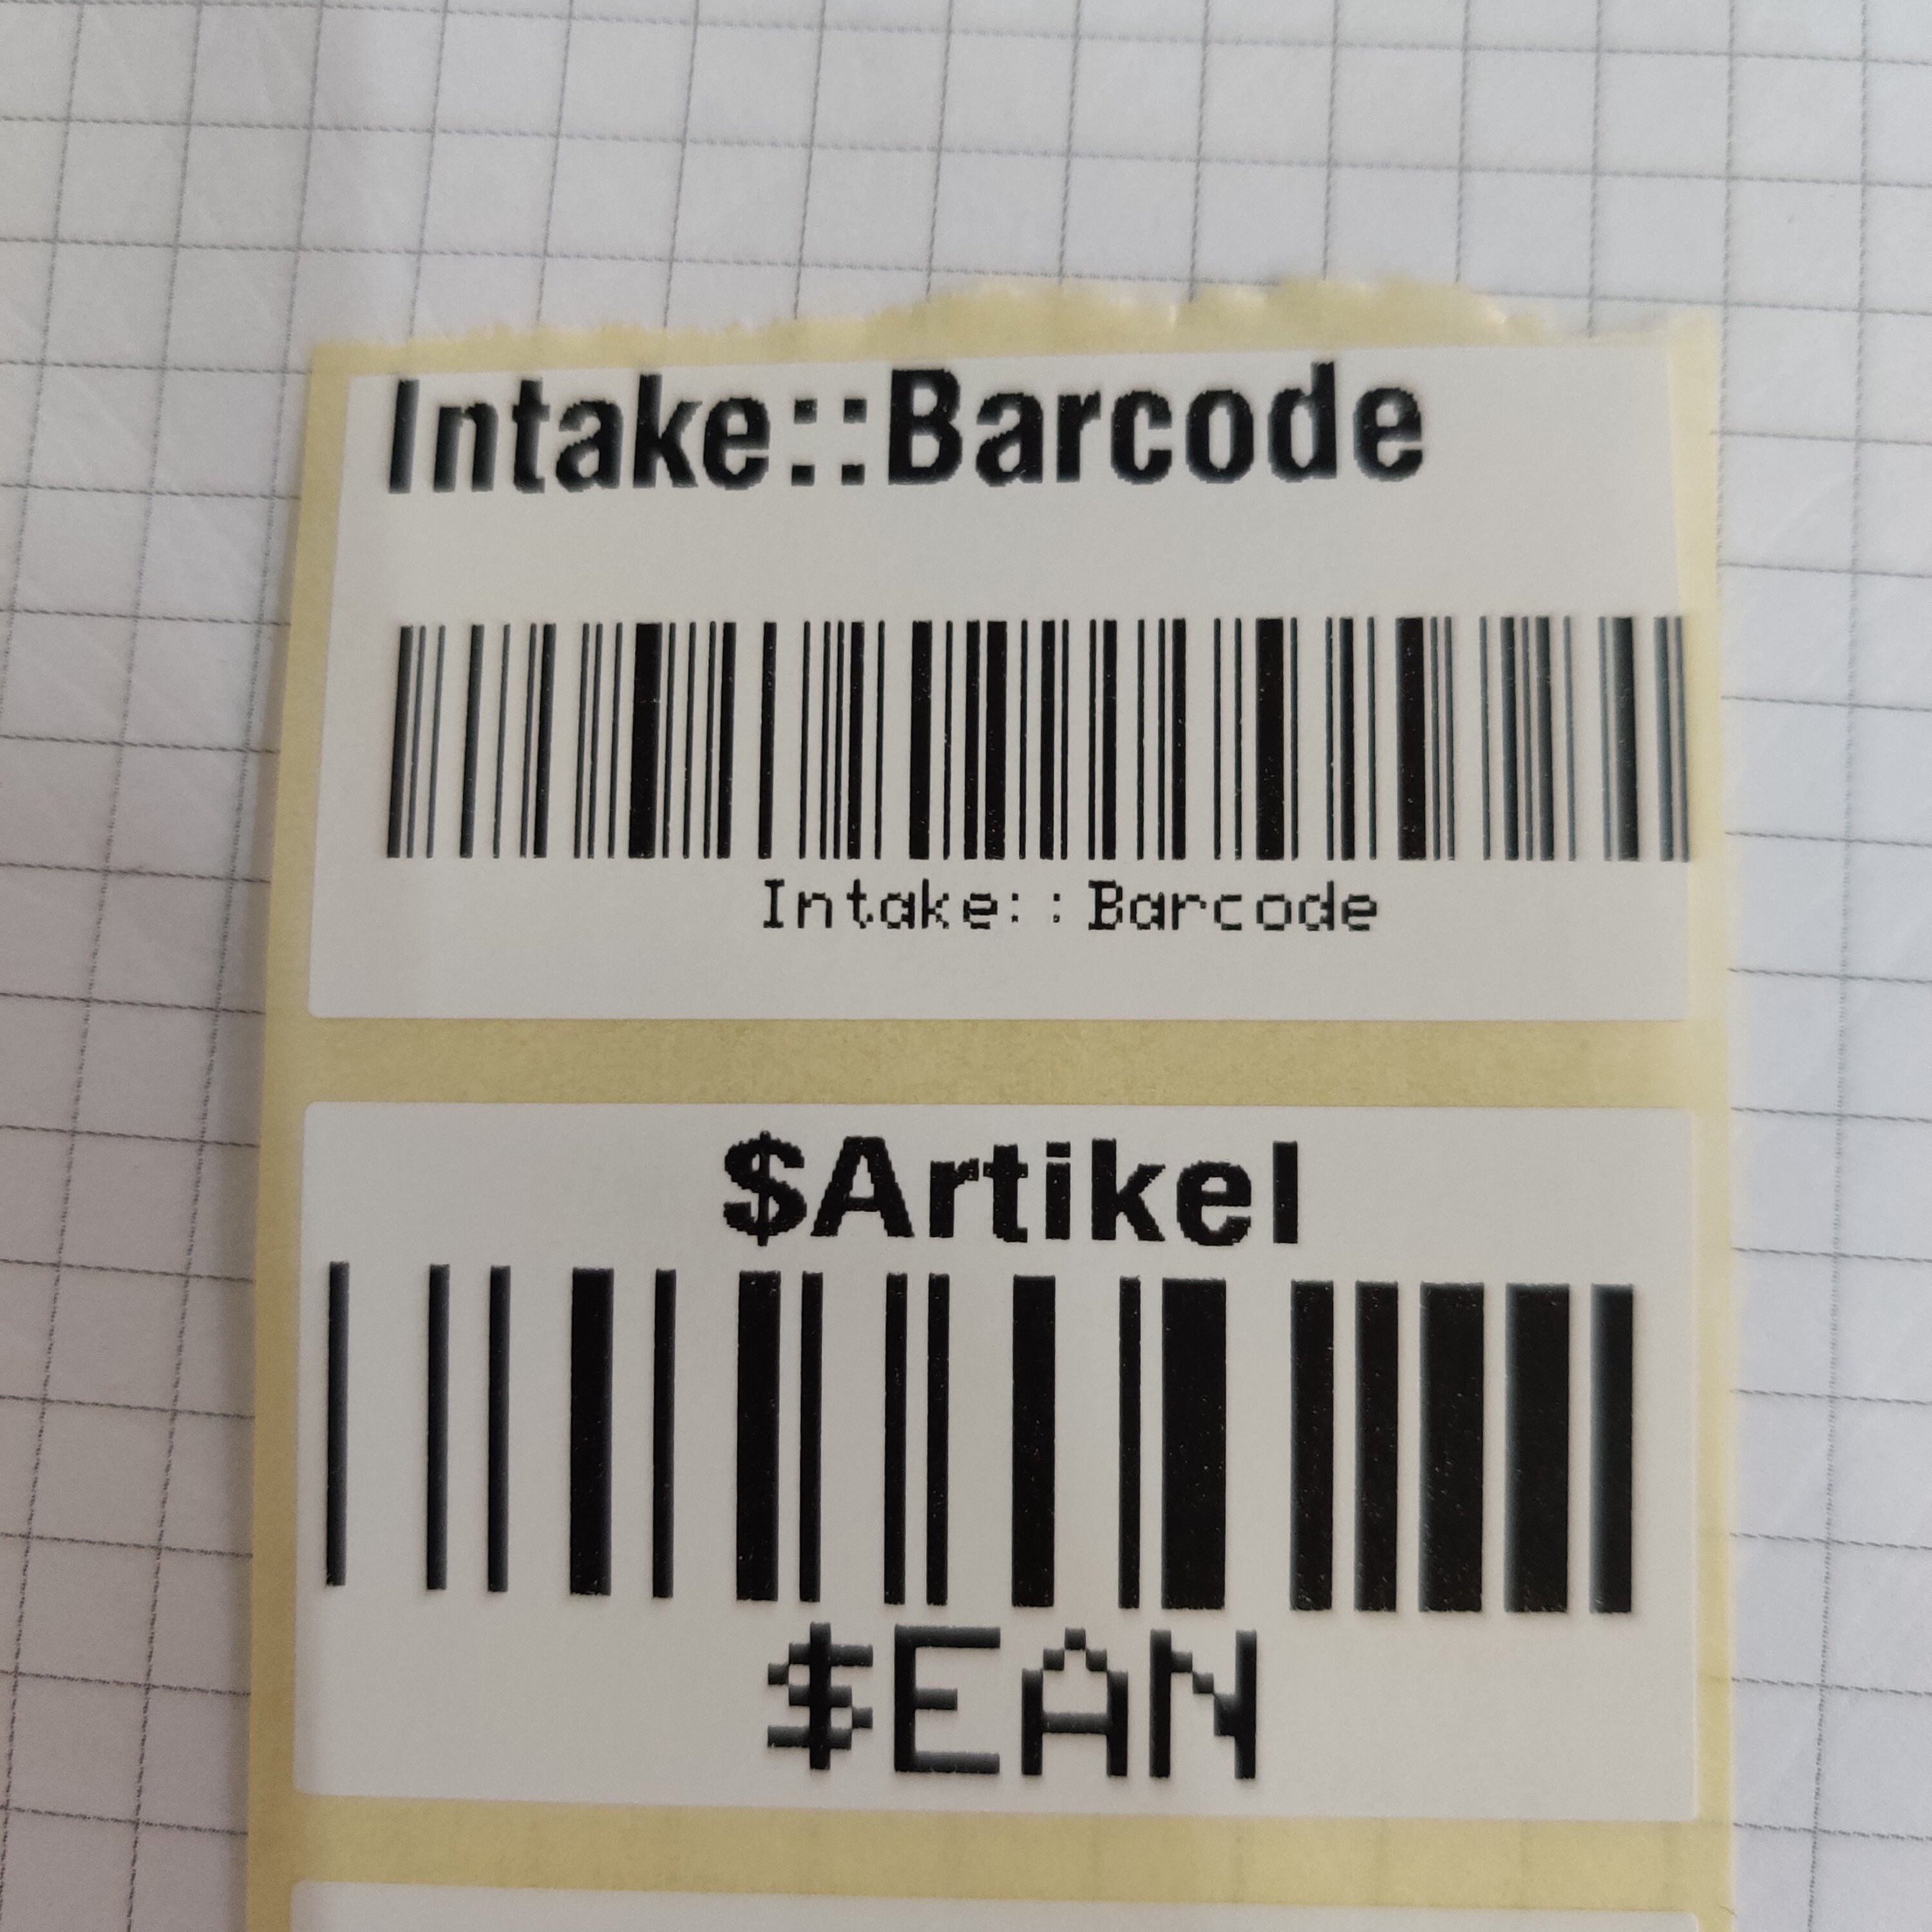 Intake::Barcode
Intake::Barcode
$Artikel
$EAN